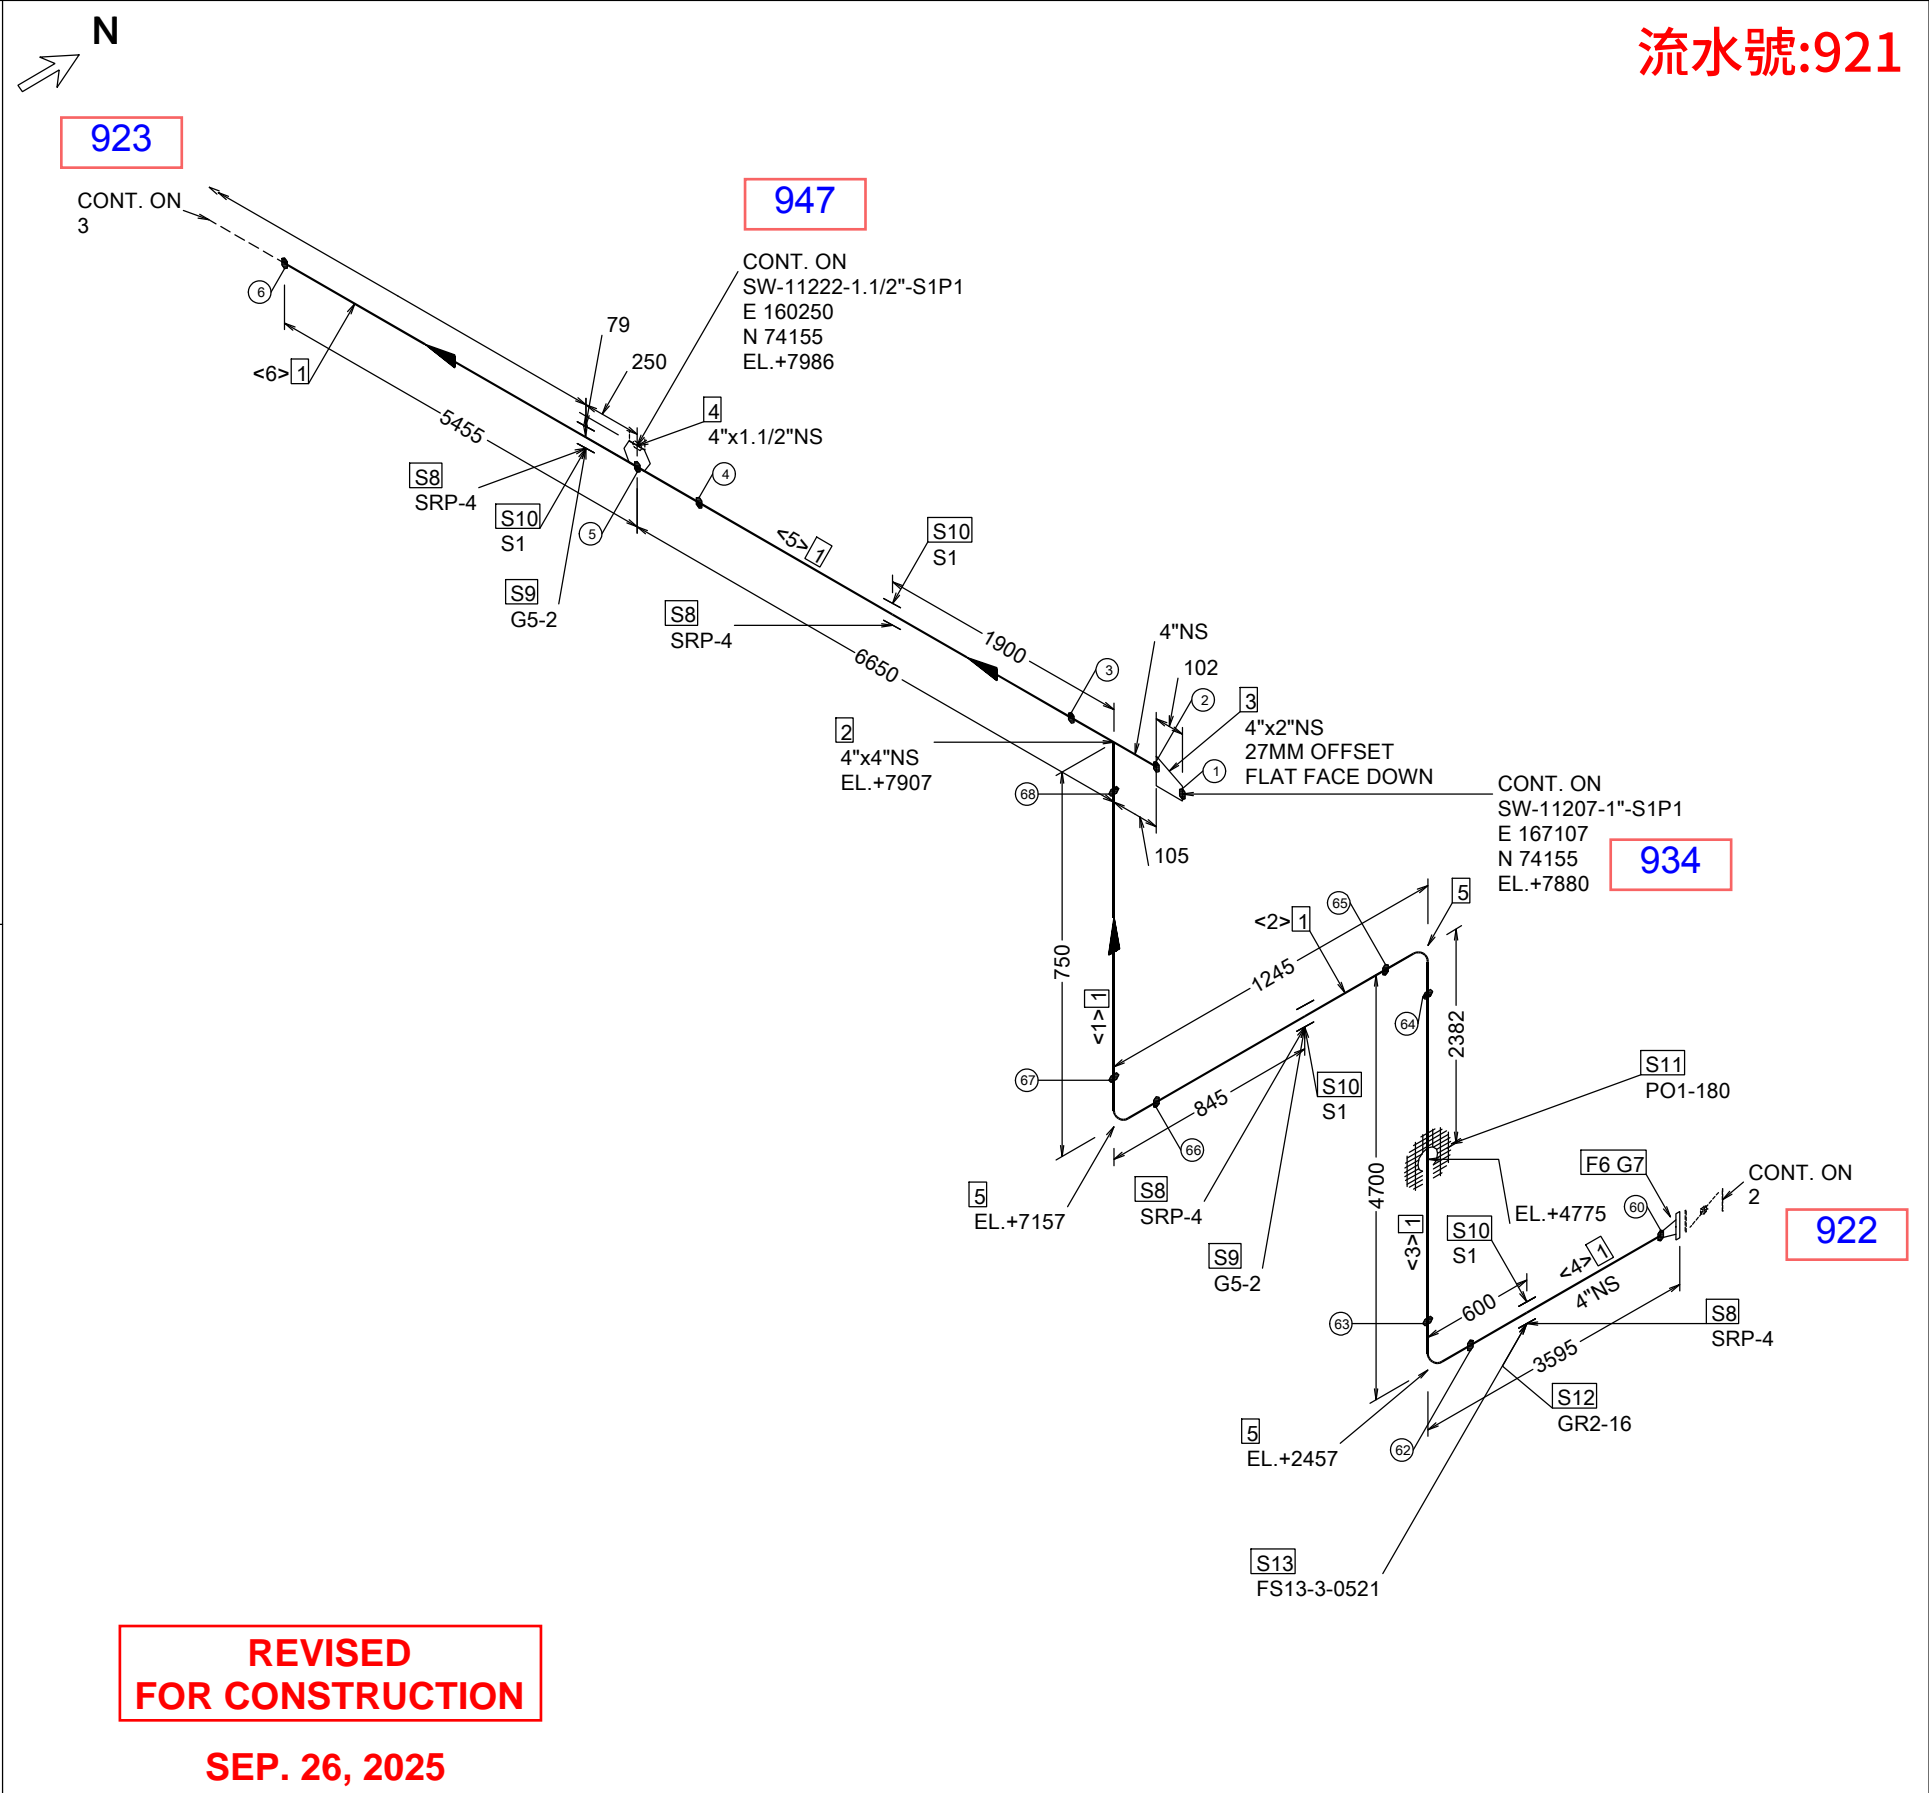 N
流水號:921
923
CONT. ON
3
947
CONT. ON
SW-11222-1.1/2"-S1P1
E 160250
N 74155
EL.+7986
79
250
6
<6>1
5455
4
4"x1.1/2"NS
S8
SRP-4
S10
S1
5
4
S9
G5-2
<5>1
S10
S1
S8
SRP-4
1900
6650
4"NS
102
3
2
3
4"x2"NS
27MM OFFSET
FLAT FACE DOWN
2
4"x4"NS
EL.+7907
1
68
CONT. ON
SW-11207-1"-S1P1
E 167107
N 74155
EL.+7880
934
105
65
5
<2>1
750
1245
<1>1
64
2382
67
845
S10
S1
S11
PO1-180
66
4700
5
EL.+7157
S8
SRP-4
F6 G7
CONT. ON
2
922
60
EL.+4775
S10
S1
<3>1
S9
G5-2
<4>1
4"NS
600
63
S8
SRP-4
3595
S12
GR2-16
5
EL.+2457
62
S13
FS13-3-0521
REVISED
FOR CONSTRUCTION
SEP. 26, 2025